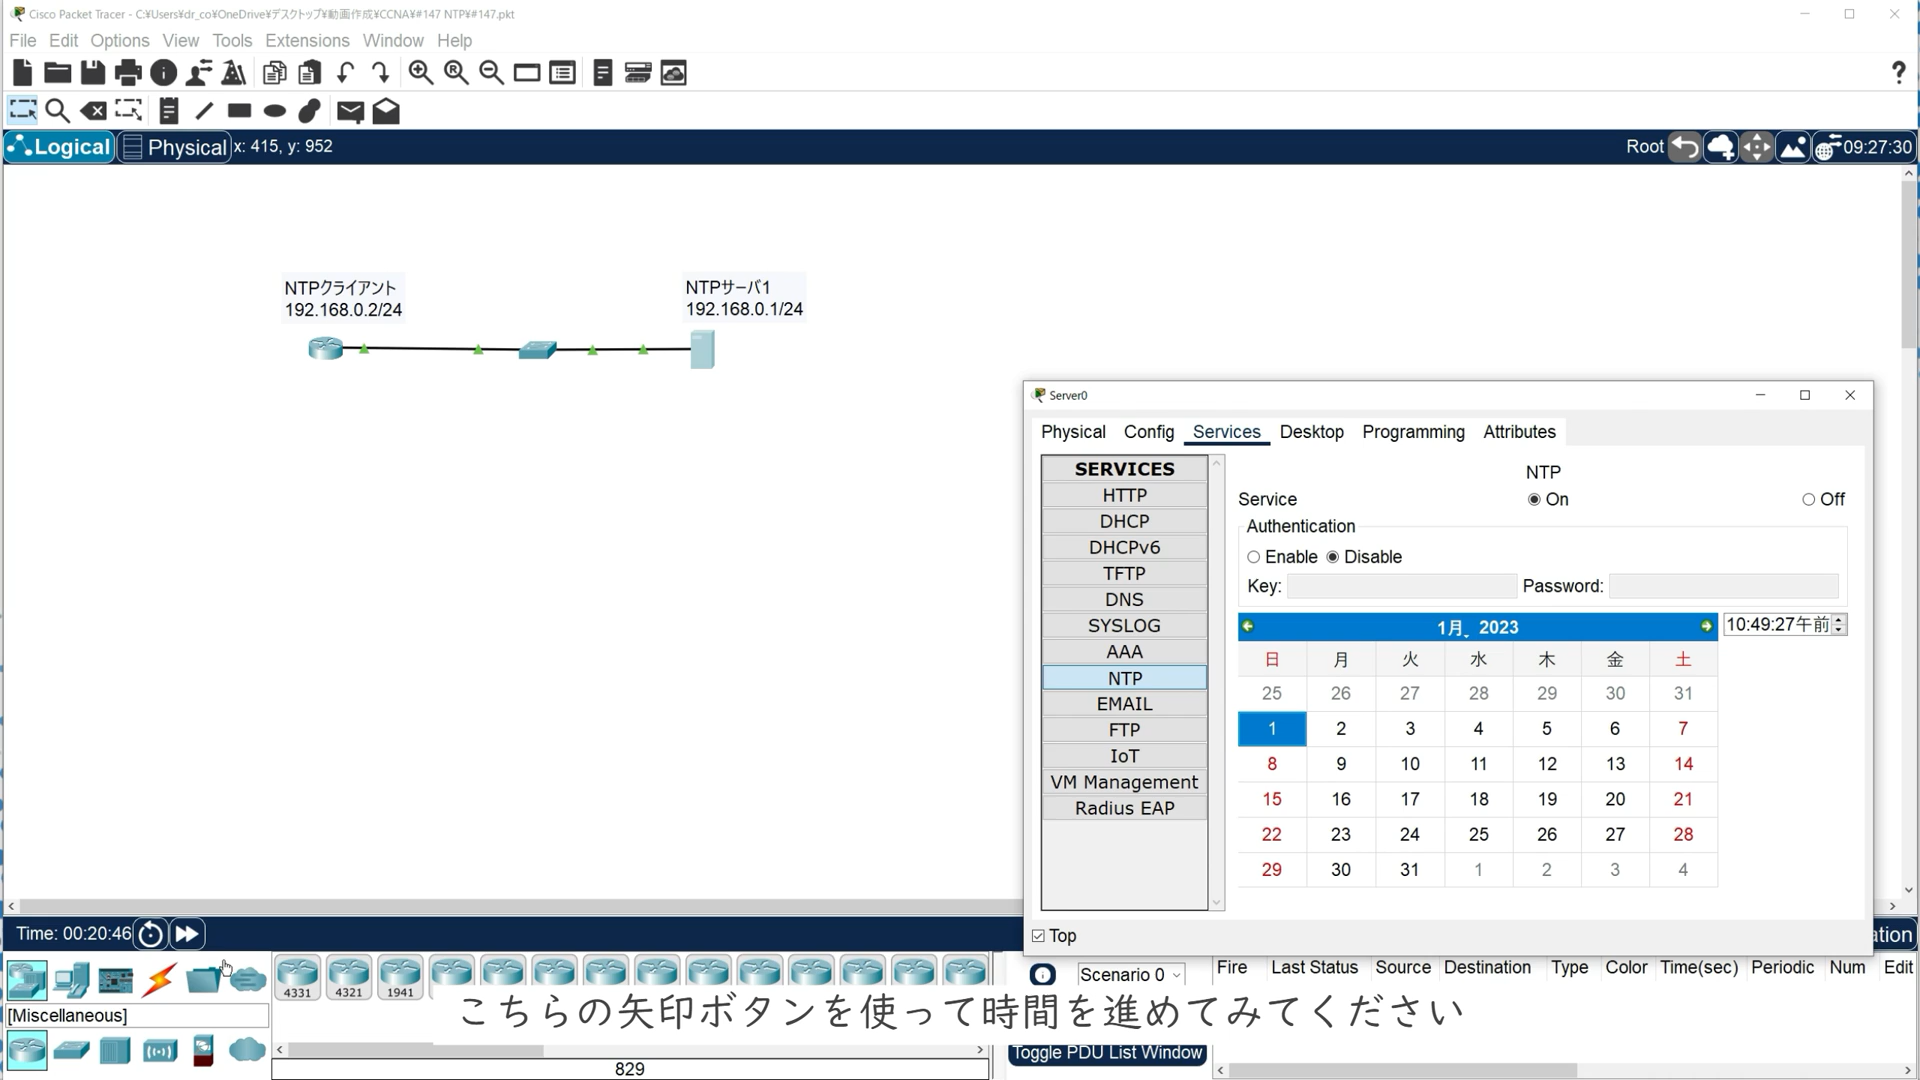 Cisco Packet Tracer - C:¥Users¥dr_co¥OneDrive¥デスクトップ¥動画作成¥CCNA¥#147 NTP¥#147.pkt
File Edit Options View Tools Extensions Window Help
?
Logical Physical x: 415, y: 952 Root 09:27:30
NTPクライアント
192.168.0.2/24
NTPサーバ1
192.168.0.1/24
Server0
Physical Config Services Desktop Programming Attributes
SERVICES
HTTP
DHCP
DHCPv6
TFTP
DNS
SYSLOG
AAA
NTP
EMAIL
FTP
IoT
VM Management
Radius EAP
NTP
Service On Off
Authentication
Enable Disable
Key: Password:
1月, 2023 10:49:27午前
日 月 火 水 木 金 土
25 26 27 28 29 30 31
1 2 3 4 5 6 7
8 9 10 11 12 13 14
15 16 17 18 19 20 21
22 23 24 25 26 27 28
29 30 31 1 2 3 4
Top
Time: 00:20:46 ation
4331 4321 1941
Scenario 0 Fire Last Status Source Destination Type Color Time(sec) Periodic Num Edit
[Miscellaneous]
こちらの矢印ボタンを使って時間を進めてみてください
Toggle PDU List Window
829